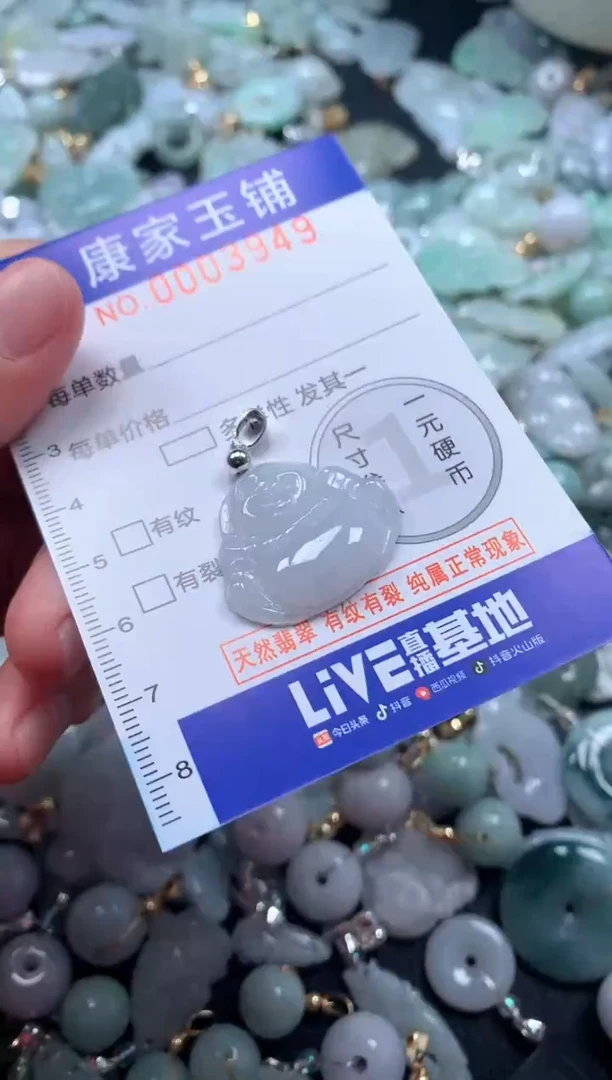 康家玉铺
NO.0003949
每单数量
每单价格
性 发其一
3
4
5
6
7
8
有纹
有裂
尺
寸
一元硬币
1
天然翡翠 有纹有裂 纯属正常现象
LiVE直播基地
今日头条 抖音 西瓜视频 抖音火山版